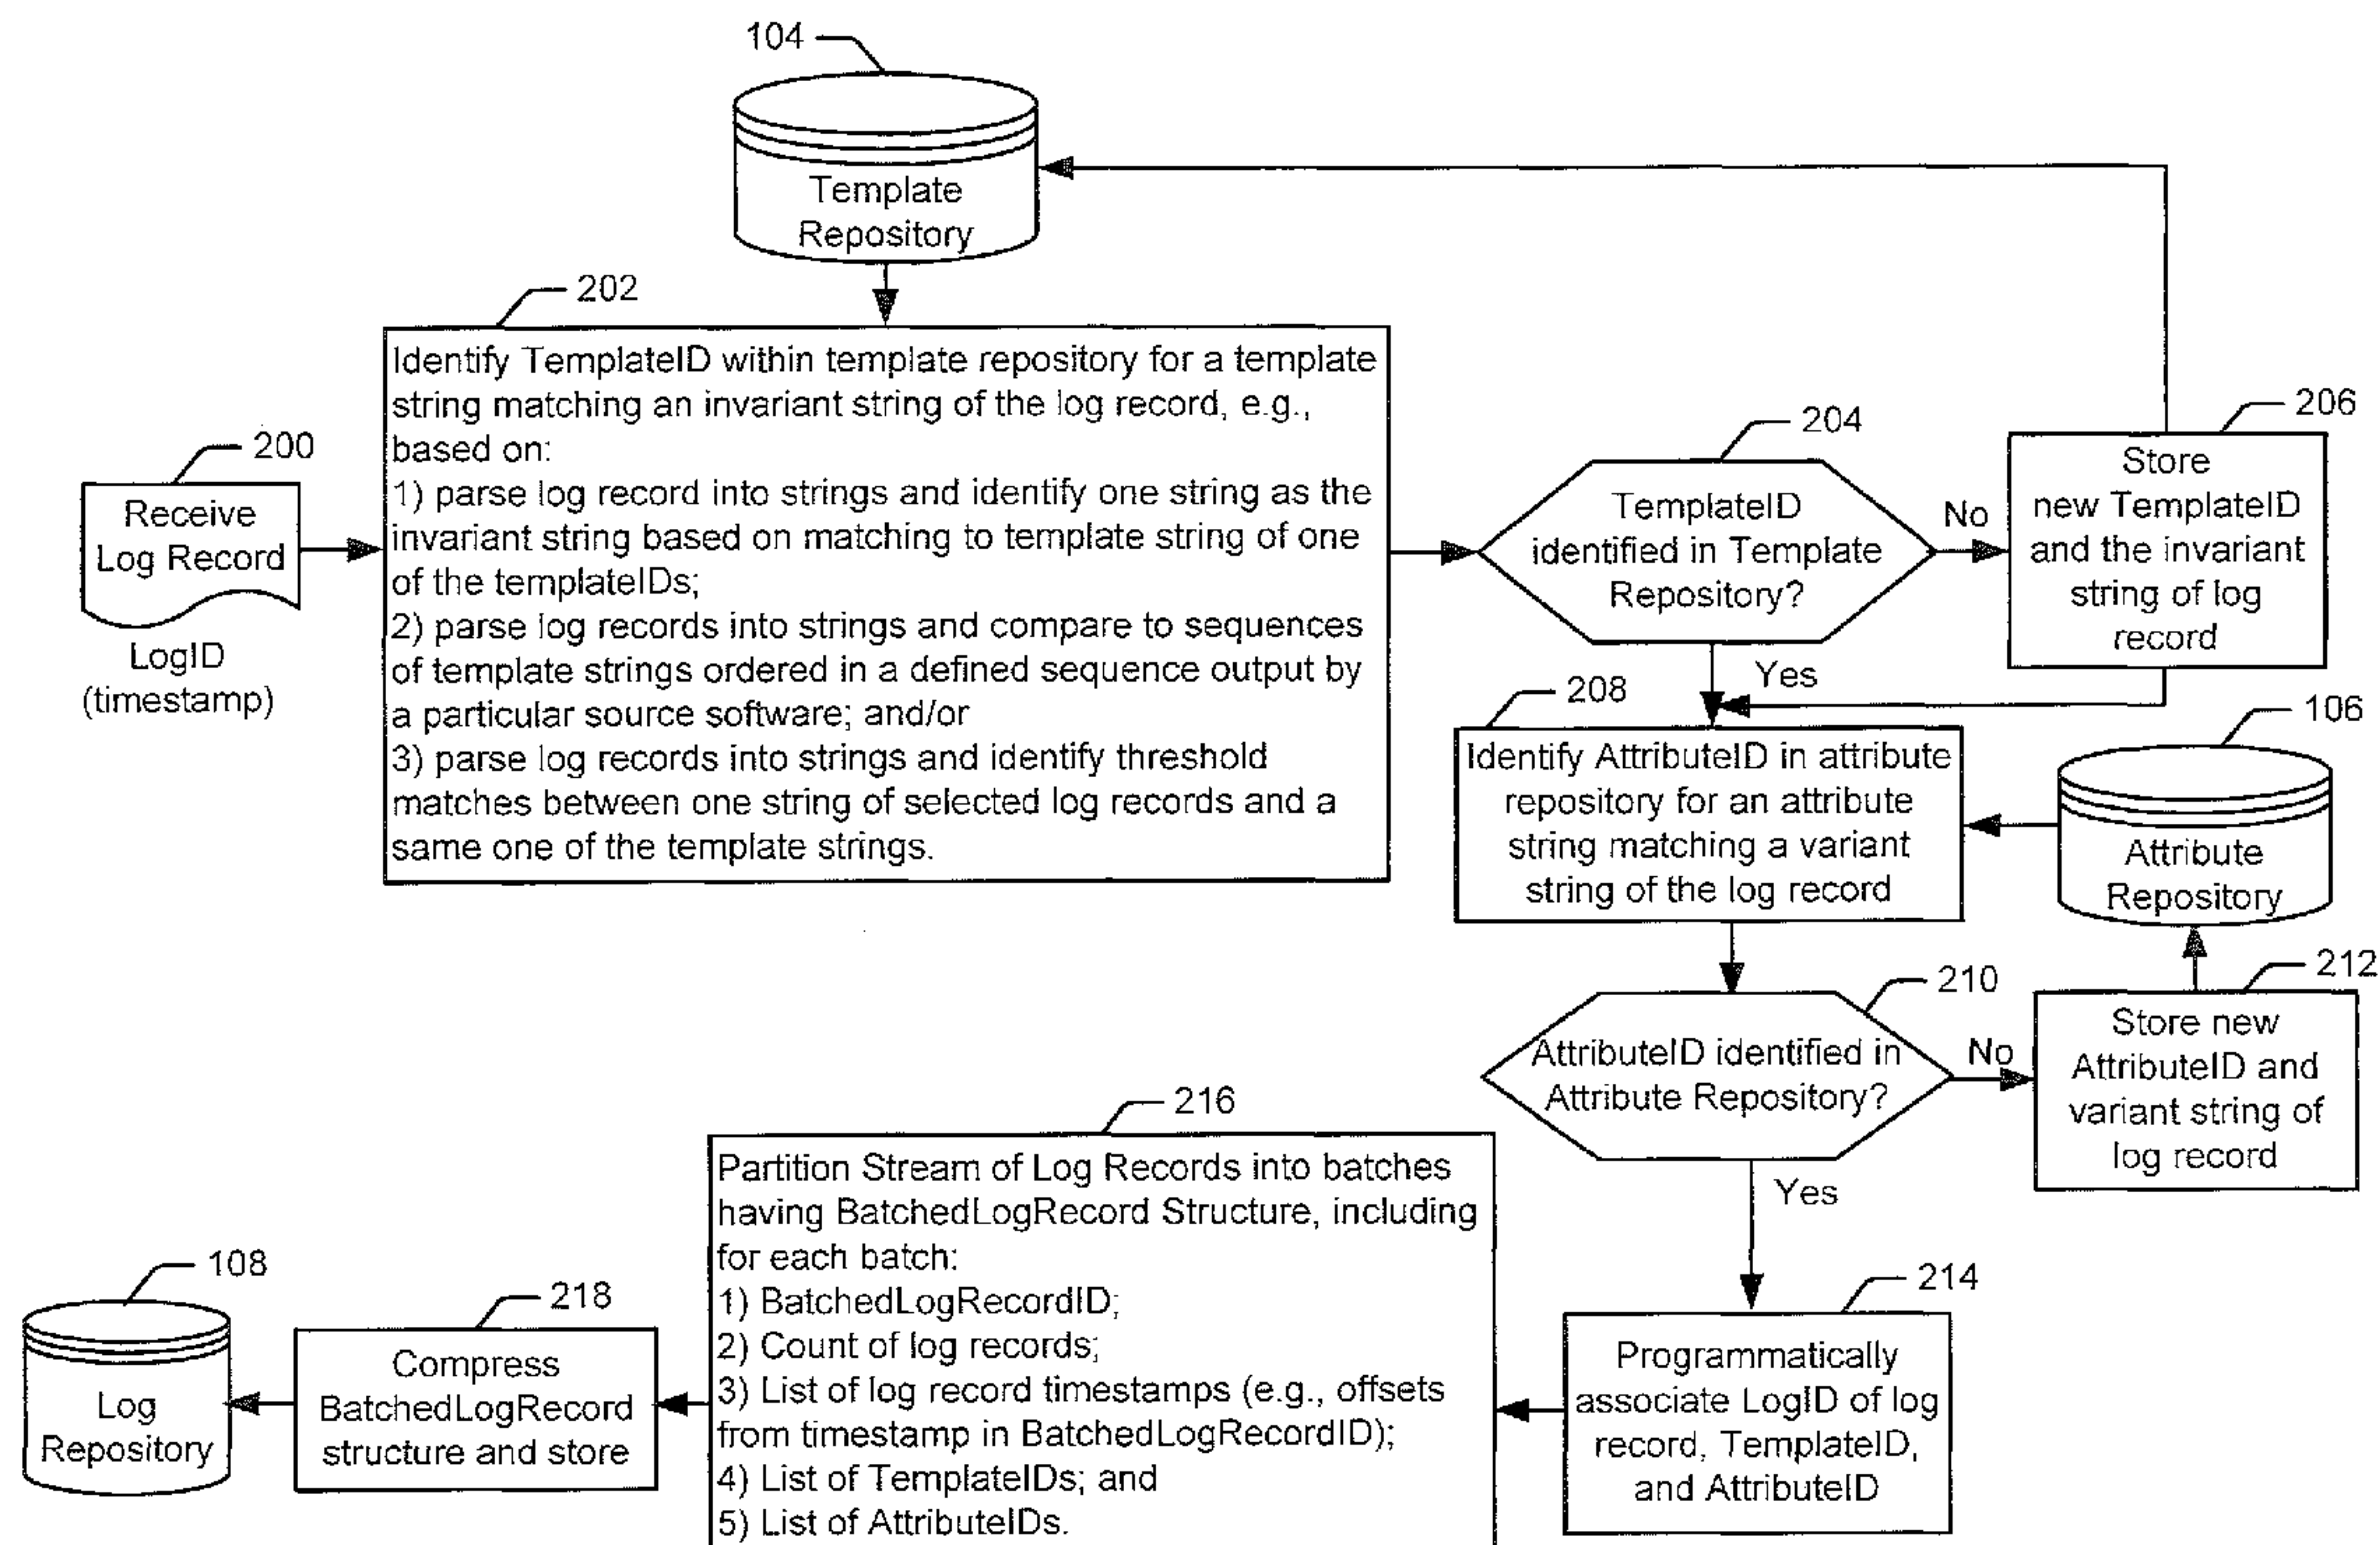 104
Template
Repository
202
Identify TemplateID within template repository for a template
string matching an invariant string of the log record, e.g.,
based on:
1) parse log record into strings and identify one string as the
invariant string based on matching to template string of one
of the templateIDs;
2) parse log records into strings and compare to sequences
of template strings ordered in a defined sequence output by
a particular source software; and/or
3) parse log records into strings and identify threshold
matches between one string of selected log records and a
same one of the template strings.
200
Receive
Log Record
LogID
(timestamp)
204
TemplateID
identified in Template
Repository?
No
Yes
206
Store
new TemplateID
and the invariant
string of log
record
208
Identify AttributeID in attribute
repository for an attribute
string matching a variant
string of the log record
106
Attribute
Repository
210
AttributeID identified in
Attribute Repository?
No
Yes
212
Store new
AttributeID and
variant string of
log record
214
Programmatically
associate LogID of log
record, TemplateID,
and AttributeID
216
Partition Stream of Log Records into batches
having BatchedLogRecord Structure, including
for each batch:
1) BatchedLogRecordID;
2) Count of log records;
3) List of log record timestamps (e.g., offsets
from timestamp in BatchedLogRecordID);
4) List of TemplateIDs; and
5) List of AttributeIDs.
218
Compress
BatchedLogRecord
structure and store
108
Log
Repository